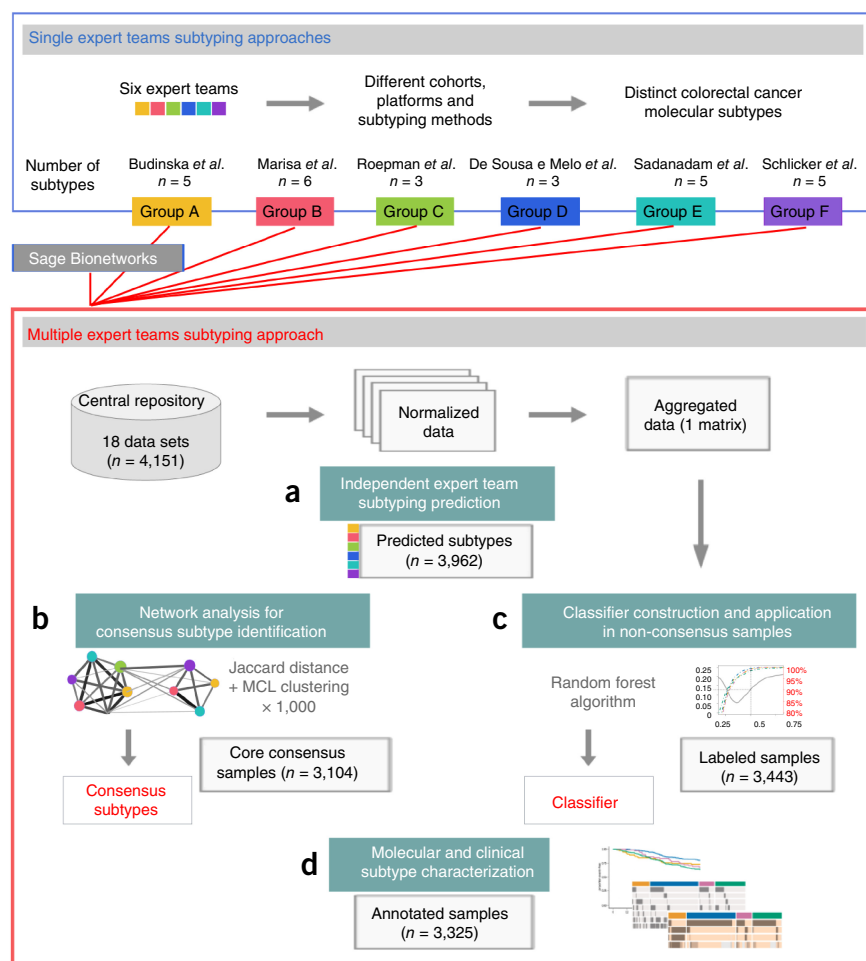 Single expert teams subtyping approaches
Six expert teams
Different cohorts,
platforms and
subtyping methods
Distinct colorectal cancer
molecular subtypes
Number of
subtypes
Budinska et al.
n = 5
Marisa et al.
n = 6
Roepman et al.
n = 3
De Sousa e Melo et al.
n = 3
Sadanadam et al.
n = 5
Schlicker et al.
n = 5
Group A
Group B
Group C
Group D
Group E
Group F
Sage Bionetworks
Multiple expert teams subtyping approach
Central repository
18 data sets
(n = 4,151)
Normalized
data
Aggregated
data (1 matrix)
a
Independent expert team
subtyping prediction
Predicted subtypes
(n = 3,962)
b
Network analysis for
consensus subtype identification
Jaccard distance
+ MCL clustering
× 1,000
Core consensus
samples (n = 3,104)
Consensus
subtypes
c
Classifier construction and application
in non-consensus samples
Random forest
algorithm
0.25
0.20
0.15
0.10
0.05
0
0.25
0.50
0.75
100%
95%
90%
85%
80%
Labeled samples
(n = 3,443)
Classifier
d
Molecular and clinical
subtype characterization
Annotated samples
(n = 3,325)